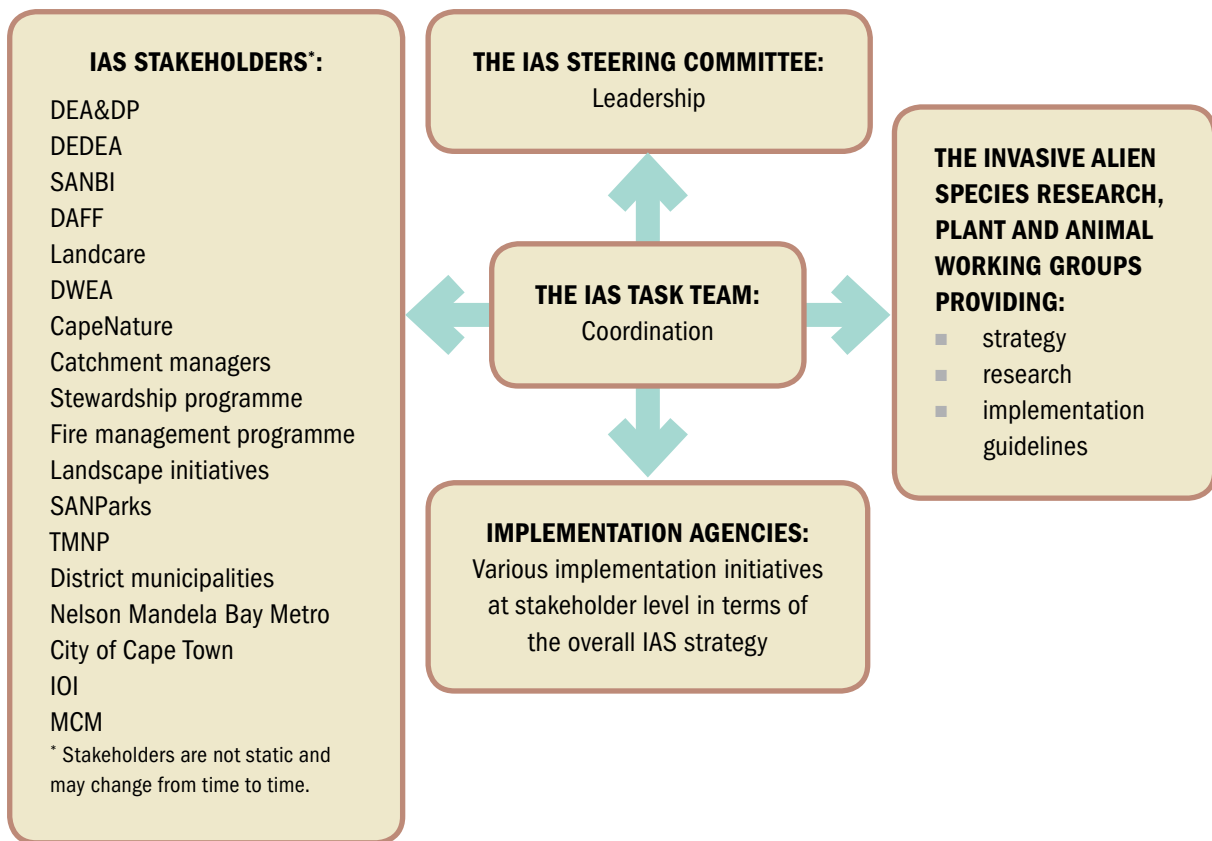 IAS STAKEHOLDERS*:
DEA&DP
DEDEA
SANBI
DAFF
Landcare
DWEA
CapeNature
Catchment managers
Stewardship programme
Fire management programme
Landscape initiatives
SANParks
TMNP
District municipalities
Nelson Mandela Bay Metro
City of Cape Town
IOI
MCM
* Stakeholders are not static and
may change from time to time.
THE IAS STEERING COMMITTEE:
Leadership
THE IAS TASK TEAM:
Coordination
IMPLEMENTATION AGENCIES:
Various implementation initiatives
at stakeholder level in terms of
the overall IAS strategy
THE INVASIVE ALIEN
SPECIES RESEARCH,
PLANT AND ANIMAL
WORKING GROUPS
PROVIDING:
■ strategy
■ research
■ implementation
guidelines